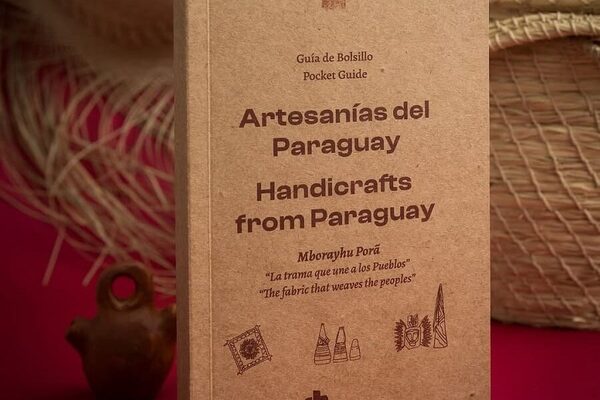 Guía de Bolsillo
Pocket Guide
Artesanías del
Paraguay
Handicrafts
from Paraguay
Mborayhu Porã
“La trama que une a los Pueblos”
“The fabric that weaves the peoples”